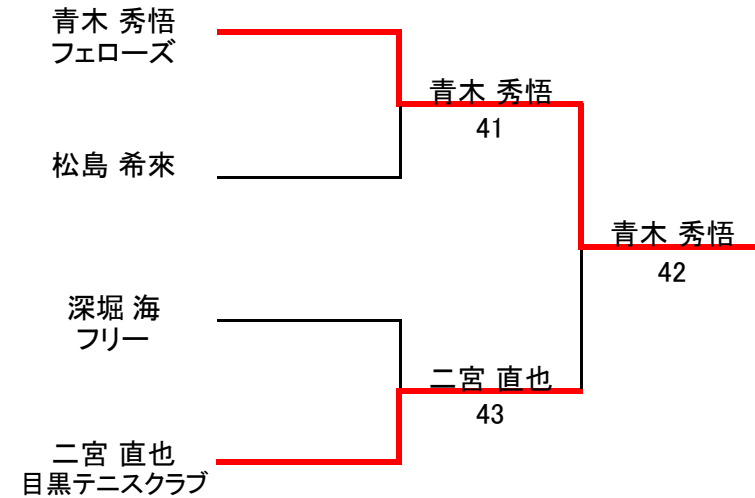 青木 秀悟
フェローズ
松島 希來
深堀 海
フリー
二宮 直也
目黒テニスクラブ
青木 秀悟
41
二宮 直也
43
青木 秀悟
42